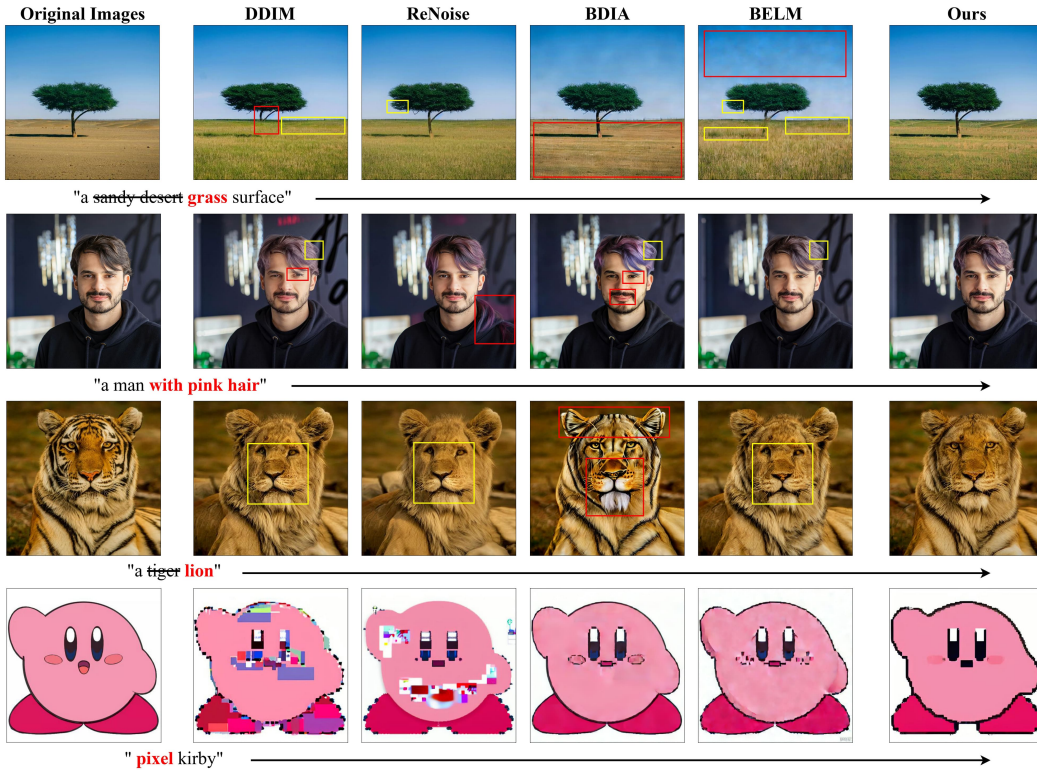 Original Images DDIM ReNoise BDIA BELM Ours
"a sandy desert grass surface"
"a man with pink hair"
"a tiger lion"
" pixel kirby"